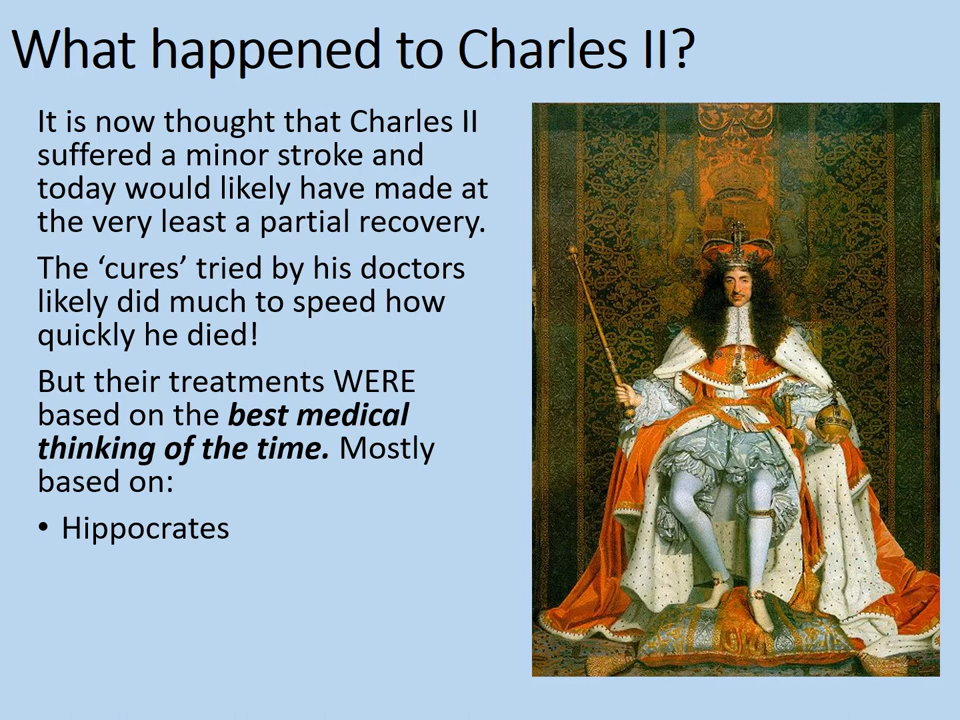 What happened to Charles II?
It is now thought that Charles II
suffered a minor stroke and
today would likely have made at
the very least a partial recovery.
The ‘cures’ tried by his doctors
likely did much to speed how
quickly he died!
But their treatments WERE
based on the best medical
thinking of the time. Mostly
based on:
• Hippocrates